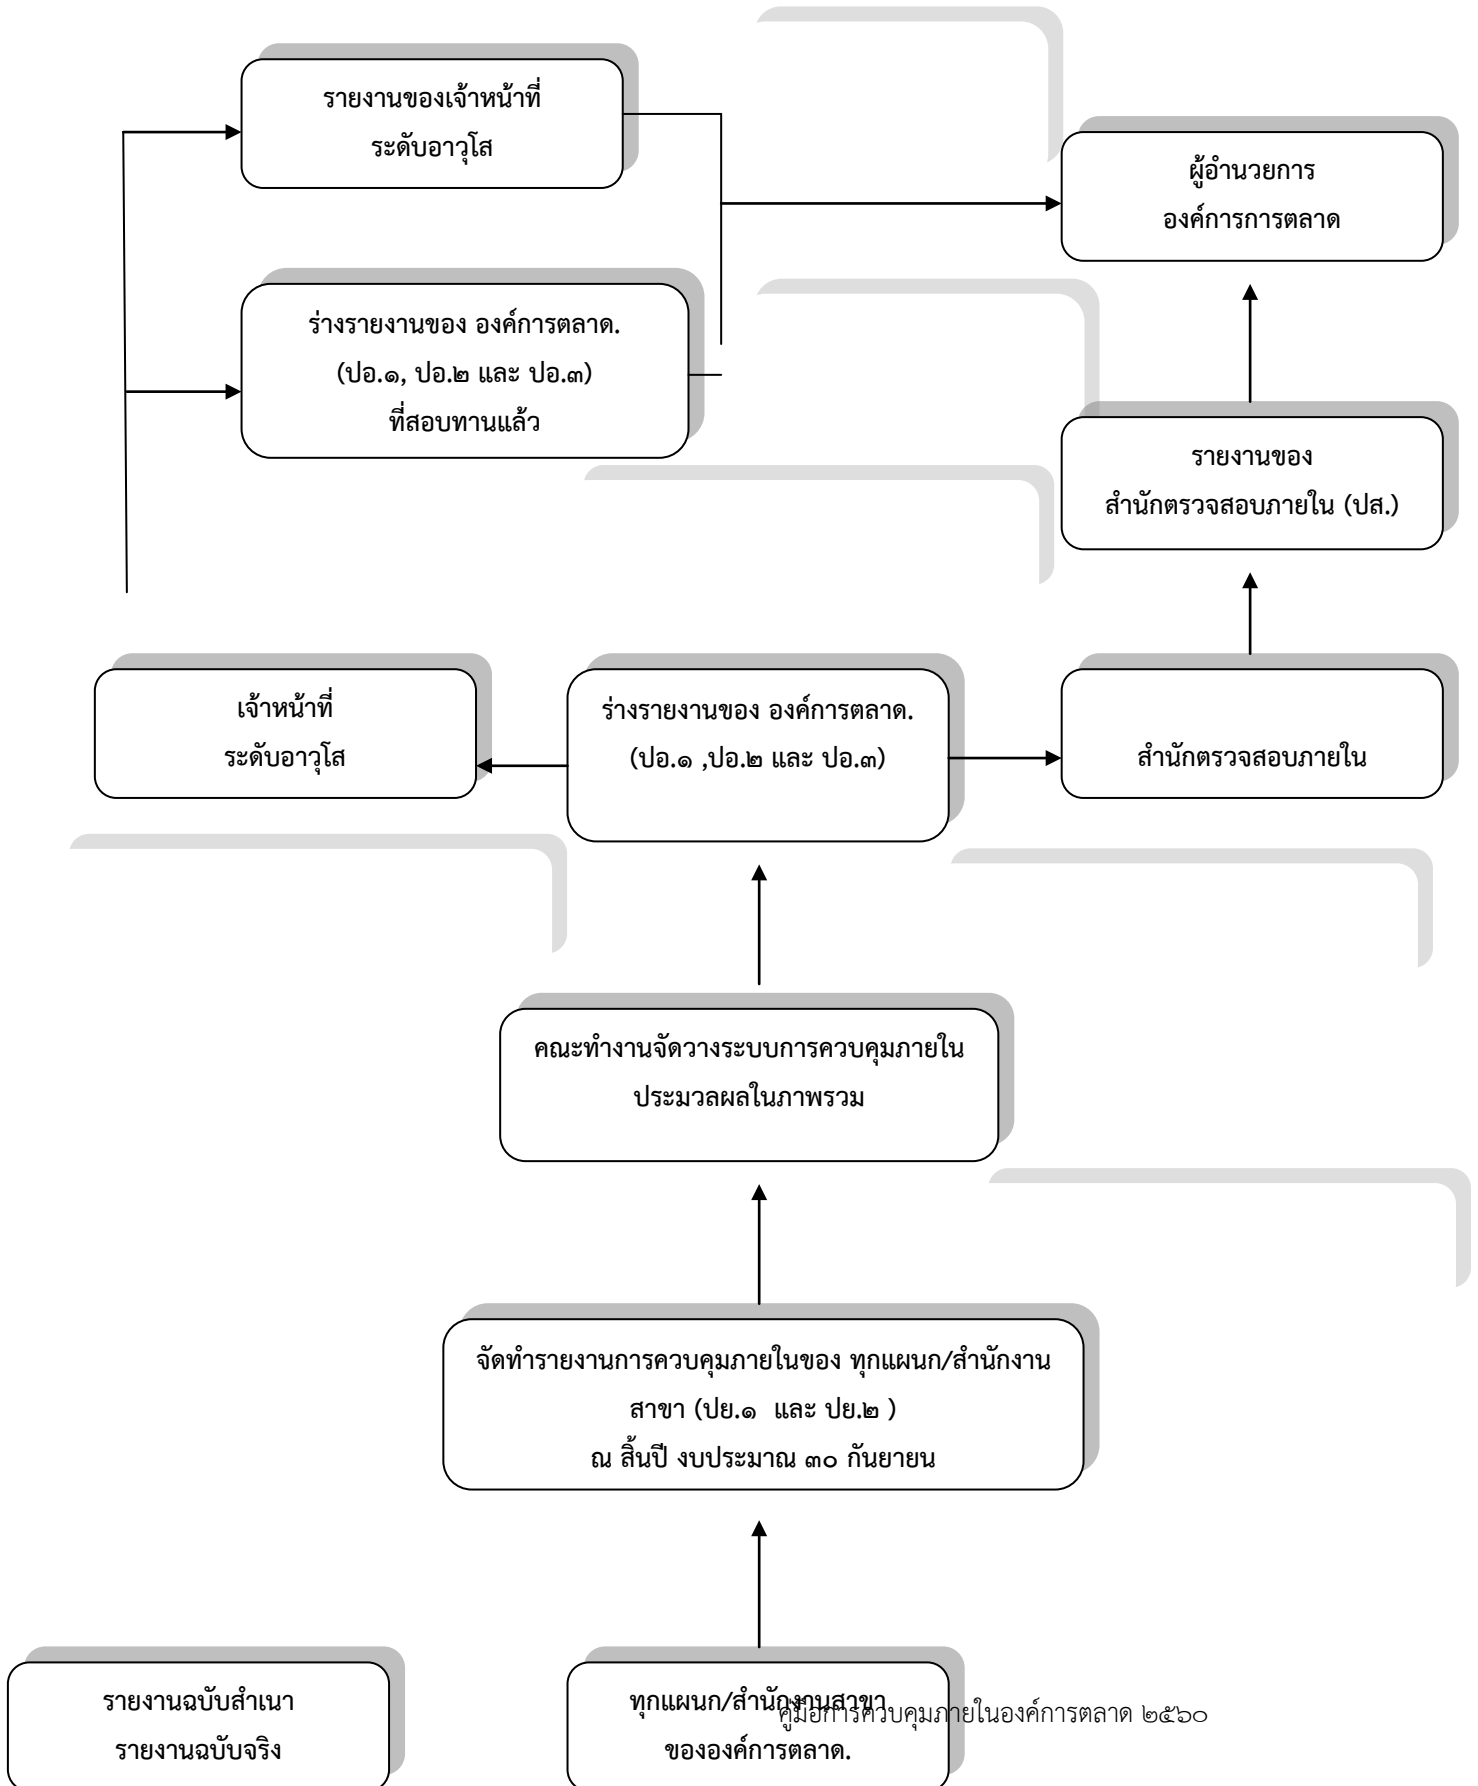 รายงานของเจ้าหน้าที่
ระดับอาวุโส
ผู้อำนวยการ
องค์การการตลาด
ร่างรายงานของ องค์การตลาด.
(ปอ.๑, ปอ.๒ และ ปอ.๓)
ที่สอบทานแล้ว
รายงานของ
สำนักตรวจสอบภายใน (ปส.)
เจ้าหน้าที่
ระดับอาวุโส
ร่างรายงานของ องค์การตลาด.
(ปอ.๑ ,ปอ.๒ และ ปอ.๓)
สำนักตรวจสอบภายใน
คณะทำงานจัดวางระบบการควบคุมภายใน
ประมวลผลในภาพรวม
จัดทำรายงานการควบคุมภายในของ ทุกแผนก/สำนักงาน
สาขา (ปย.๑  และ ปย.๒ )
ณ สิ้นปี งบประมาณ ๓๐ กันยายน
รายงานฉบับสำเนา
รายงานฉบับจริง
ทุกแผนก/สำนักงานสาขา
ขององค์การตลาด.
คู่มือการควบคุมภายในองค์การตลาด ๒๕๖๐